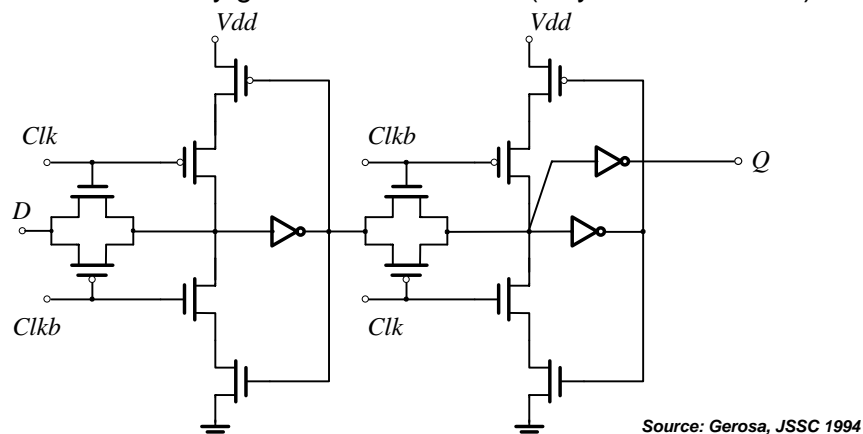 Vdd Vdd
Clk Clkb
D Q
Clkb Clk
Source: Gerosa, JSSC 1994